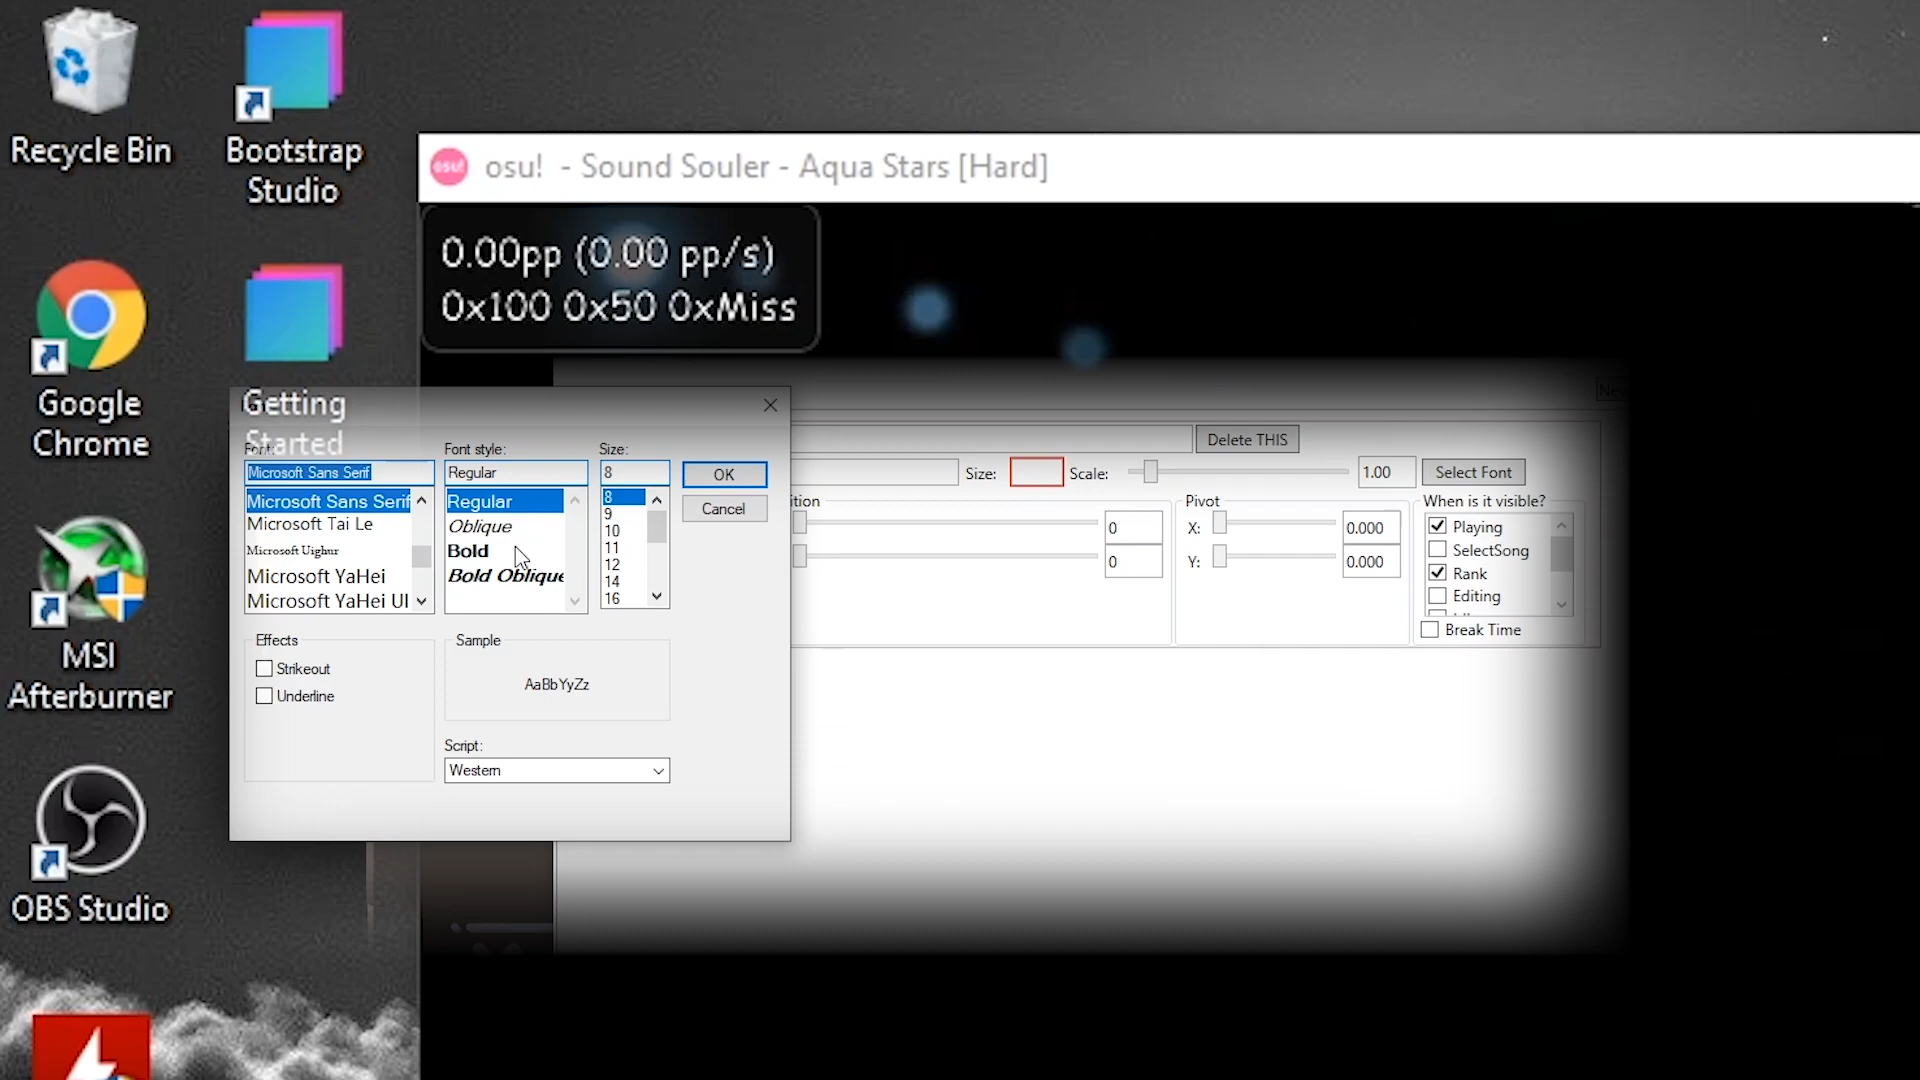 Recycle Bin
Bootstrap
Studio
osu!
osu!  - Sound Souler - Aqua Stars [Hard]
0.00pp (0.00 pp/s)
0x100 0x50 0xMiss
Google
Chrome
Getting
Started
Font:
Font style:
Size:
Microsoft Sans Serif
Regular
8
OK
Cancel
Microsoft Sans Serif
Microsoft Tai Le
Microsoft Uighur
Microsoft YaHei
Microsoft YaHei UI
Regular
Oblique
Bold
Bold Oblique
8
9
10
11
12
14
16
Effects
Strikeout
Underline
Sample
AaBbYyZz
Script:
Western
Delete THIS
Size:
Scale:
1.00
Select Font
ition
0
0
Pivot
X:
0.000
Y:
0.000
When is it visible?
Playing
SelectSong
Rank
Editing
Break Time
MSI
Afterburner
OBS Studio